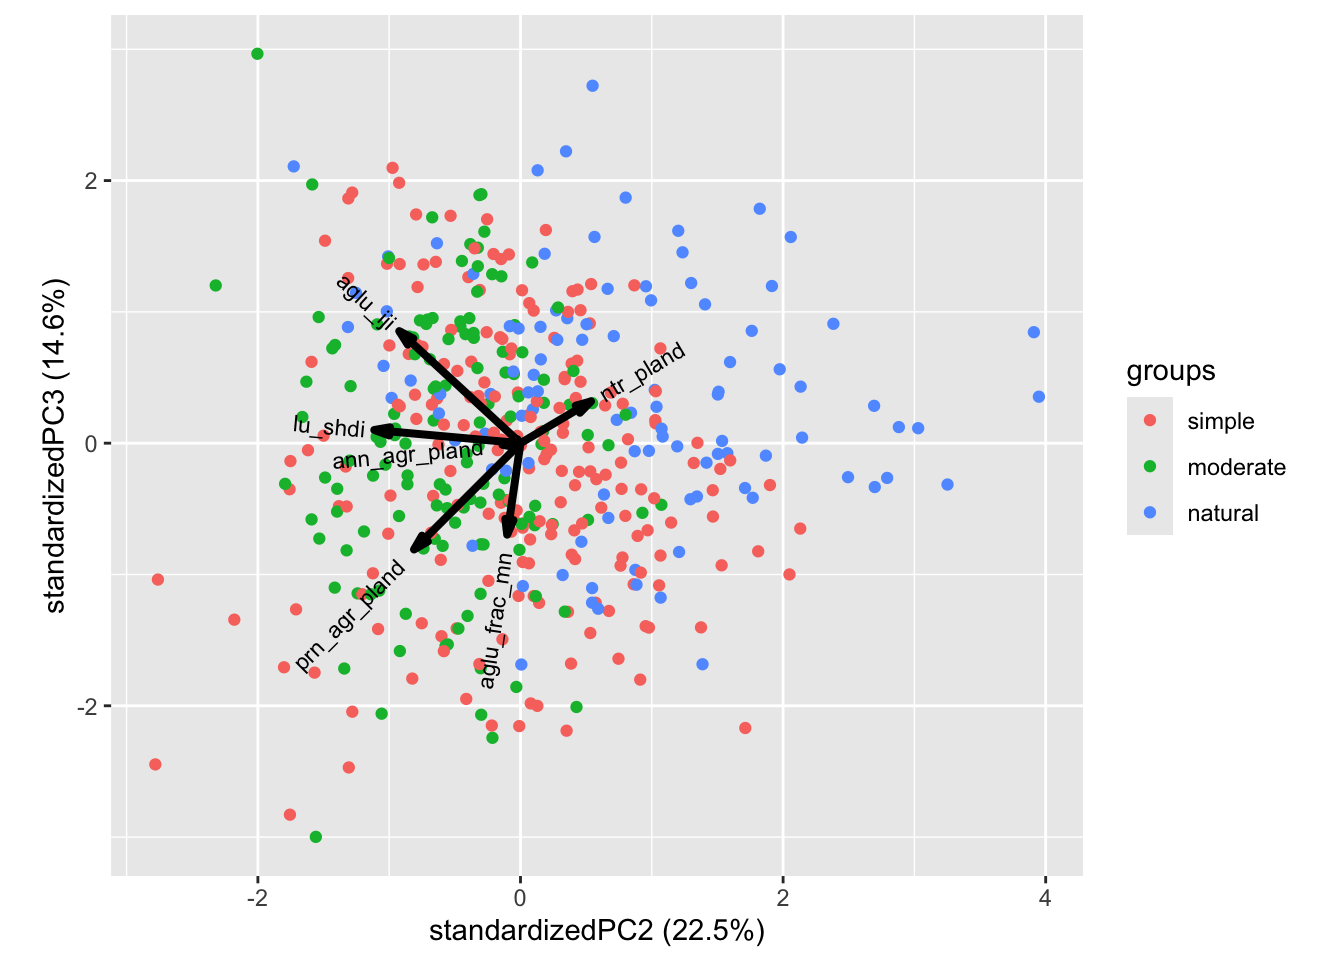 standardizedPC3 (14.6%)
2
0
-2
aglu_iji
ntr_pland
lu_shdi
ann_agr_pland
prn_agr_pland
aglu_frac_mn
-2
0
2
4
standardizedPC2 (22.5%)
groups
simple
moderate
natural